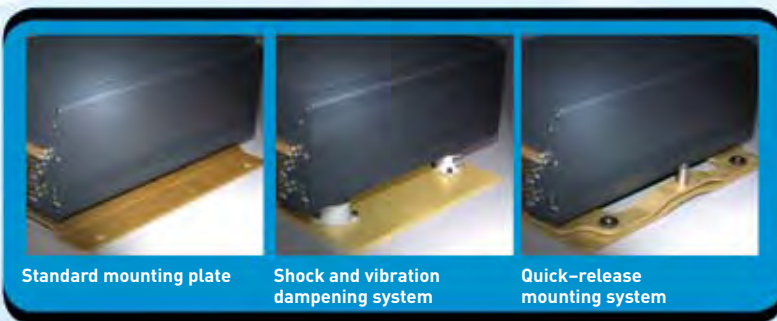 Standard mounting plate
Shock and vibration
dampening system
Quick–release
mounting system